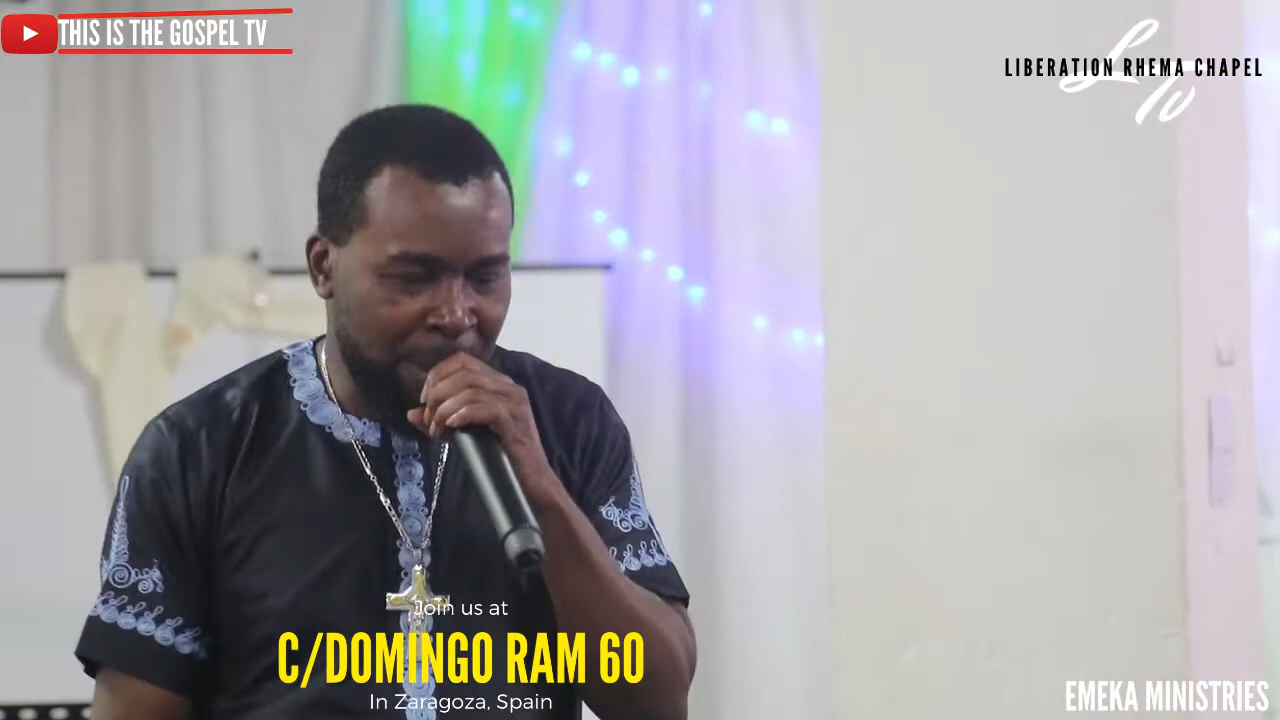 THIS IS THE GOSPEL TV
LIBERATION RHEMA CHAPEL
L
TV
Join us at
C/DOMINGO RAM 60
In Zaragoza, Spain
EMEKA MINISTRIES